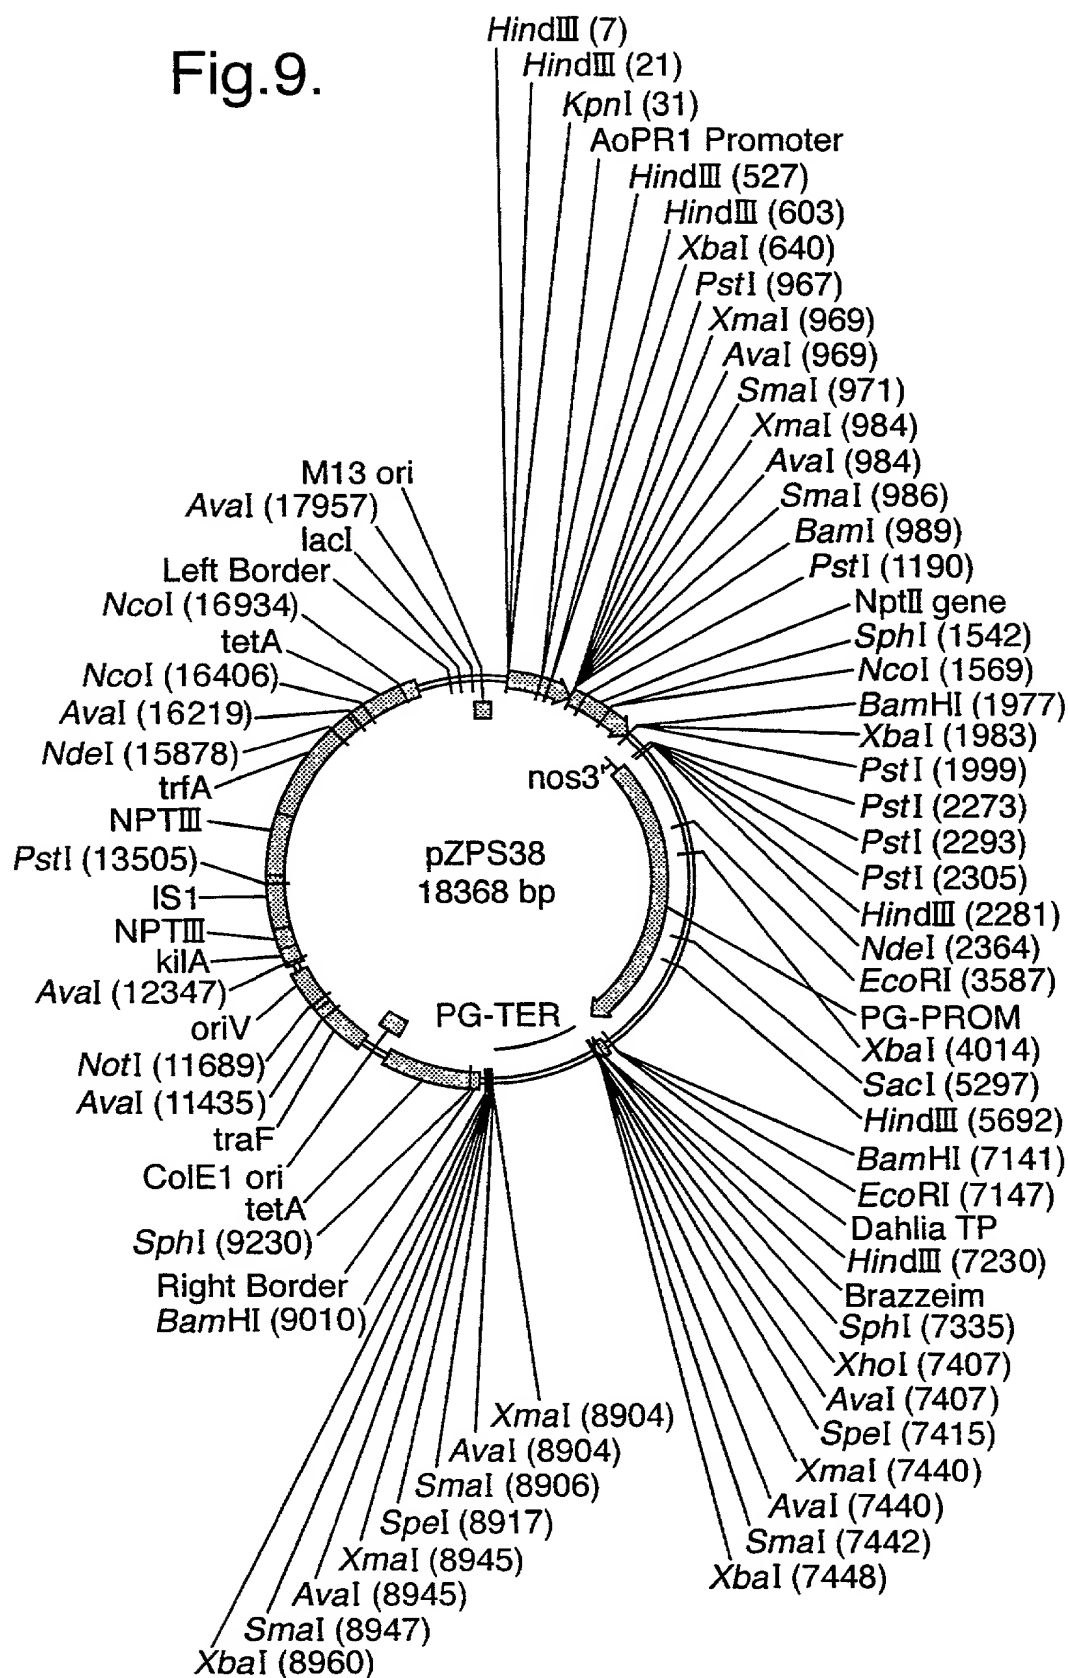 Fig.9.
HindⅢ (7)
HindⅢ (21)
KpnI (31)
AoPR1 Promoter
HindⅢ (527)
HindⅢ (603)
XbaI (640)
PstI (967)
XmaI (969)
AvaI (969)
SmaI (971)
XmaI (984)
AvaI (984)
SmaI (986)
BamI (989)
PstI (1190)
NptⅡ gene
SphI (1542)
NcoI (1569)
BamHI (1977)
XbaI (1983)
PstI (1999)
PstI (2273)
PstI (2293)
PstI (2305)
HindⅢ (2281)
NdeI (2364)
EcoRI (3587)
PG-PROM
XbaI (4014)
SacI (5297)
HindⅢ (5692)
BamHI (7141)
EcoRI (7147)
Dahlia TP
HindⅢ (7230)
Brazzeim
SphI (7335)
XhoI (7407)
AvaI (7407)
SpeI (7415)
XmaI (7440)
AvaI (7440)
SmaI (7442)
XbaI (7448)
M13 ori
AvaI (17957)
lacI
Left Border
NcoI (16934)
tetA
NcoI (16406)
AvaI (16219)
NdeI (15878)
trfA
NPTⅢ
PstI (13505)
IS1
NPTⅢ
kilA
AvaI (12347)
oriV
NotI (11689)
AvaI (11435)
traF
ColE1 ori
tetA
SphI (9230)
Right Border
BamHI (9010)
nos3'
pZPS38
18368 bp
PG-TER
XmaI (8904)
AvaI (8904)
SmaI (8906)
SpeI (8917)
XmaI (8945)
AvaI (8945)
SmaI (8947)
XbaI (8960)